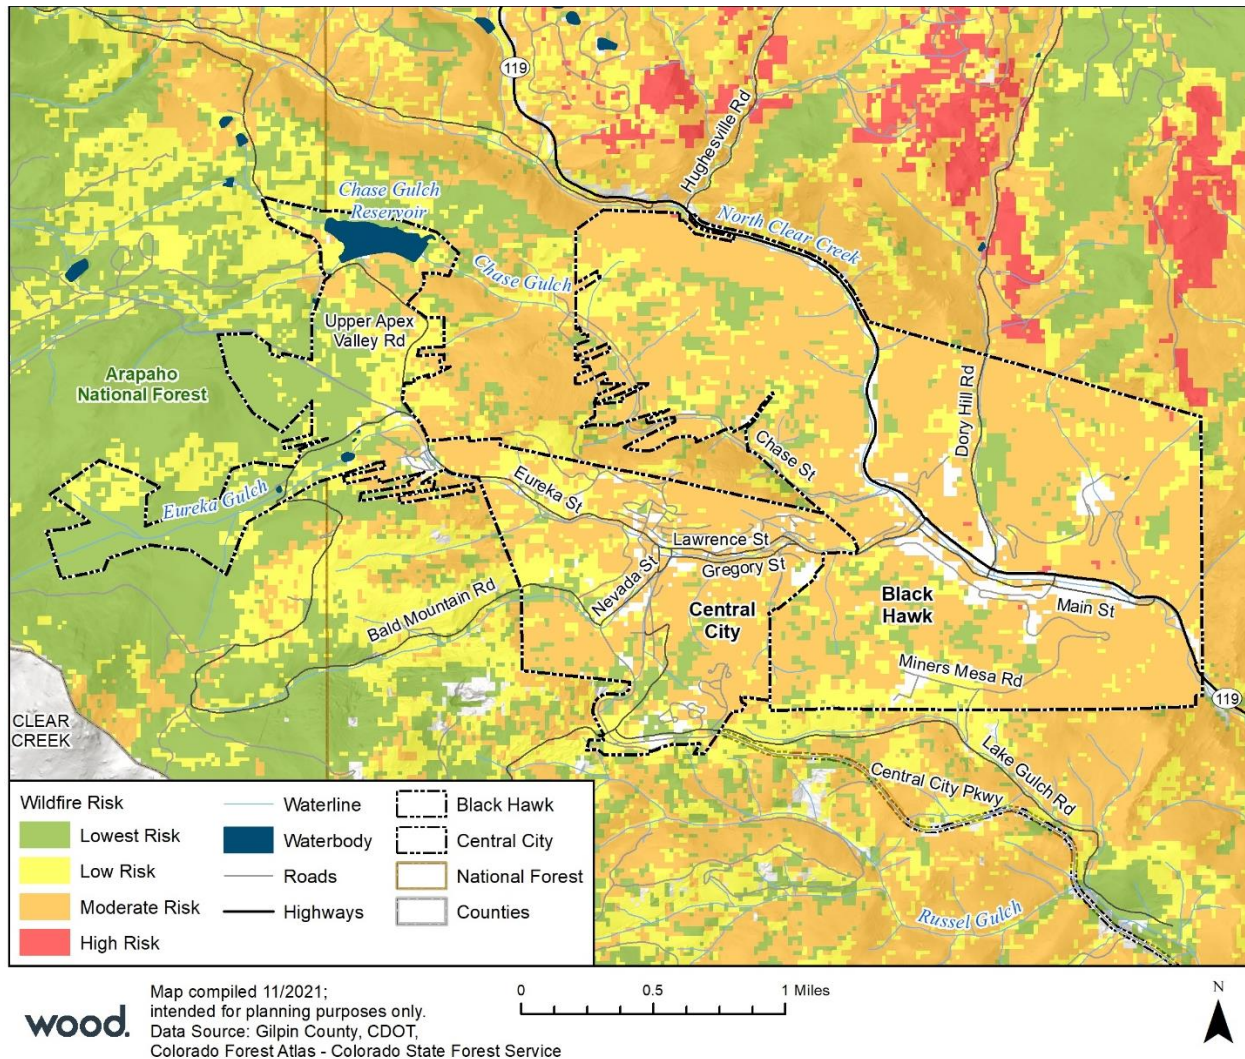 119
Hughesville Rd
Chase Gulch
Reservoir
North Clear Creek
Chase Gulch
Upper Apex
Valley Rd
Arapaho
National Forest
Dory Hill Rd
Chase St
Eureka Gulch
Eureka St
Lawrence St
Gregory St
Nevada St
Bald Mountain Rd
Central
City
Black
Hawk
Main St
Miners Mesa Rd
119
CLEAR
CREEK
Lake Gulch Rd
Central City Pkwy
Russel Gulch
Wildfire Risk
Lowest Risk
Low Risk
Moderate Risk
High Risk
Waterline
Waterbody
Roads
Highways
Black Hawk
Central City
National Forest
Counties
wood.
Map compiled 11/2021;
intended for planning purposes only.
Data Source: Gilpin County, CDOT,
Colorado Forest Atlas - Colorado State Forest Service
0 0.5 1 Miles
N